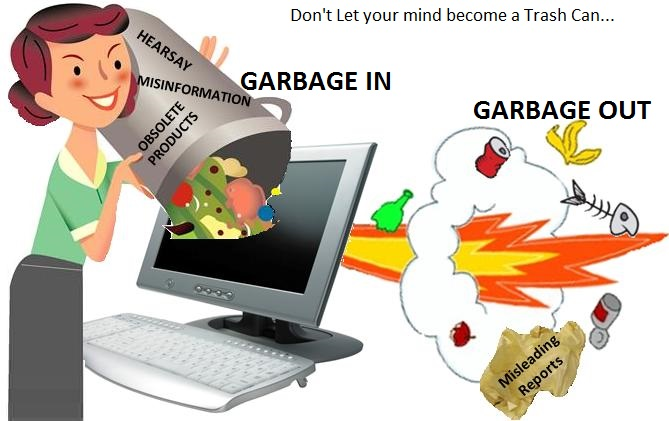 Don't Let your mind become a Trash Can...
HEARSAY
MISINFORMATION
OBSOLETE
PRODUCTS
GARBAGE IN
GARBAGE OUT
Misleading
Reports